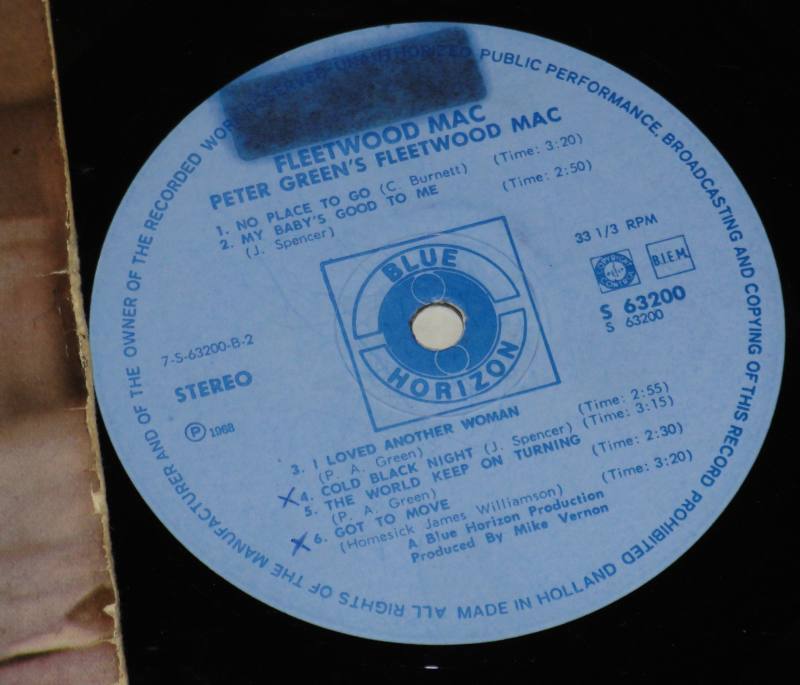 ALL RIGHTS OF THE MANUFACTURER AND OF THE OWNER OF THE RECORDED WORK RESERVED UNAUTHORIZED PUBLIC PERFORMANCE, BROADCASTING AND COPYING OF THIS RECORD PROHIBITED
MADE IN HOLLAND
FLEETWOOD MAC
PETER GREEN'S FLEETWOOD MAC
1. NO PLACE TO GO (C. Burnett) (Time: 3:20)
2. MY BABY'S GOOD TO ME (Time: 2:50)
(J. Spencer)
33 1/3 RPM
B.I.E.M.
S 63200
S 63200
BLUE
HORIZON
7-S-63200-B-2
STEREO
Ⓟ 1968
3. I LOVED ANOTHER WOMAN (Time: 2:55)
(P. A. Green)
4. COLD BLACK NIGHT (J. Spencer) (Time: 3:15)
5. THE WORLD KEEP ON TURNING (Time: 2:30)
(P. A. Green)
6. GOT TO MOVE (Time: 3:20)
(Homesick James Williamson)
A Blue Horizon Production
Produced By Mike Vernon